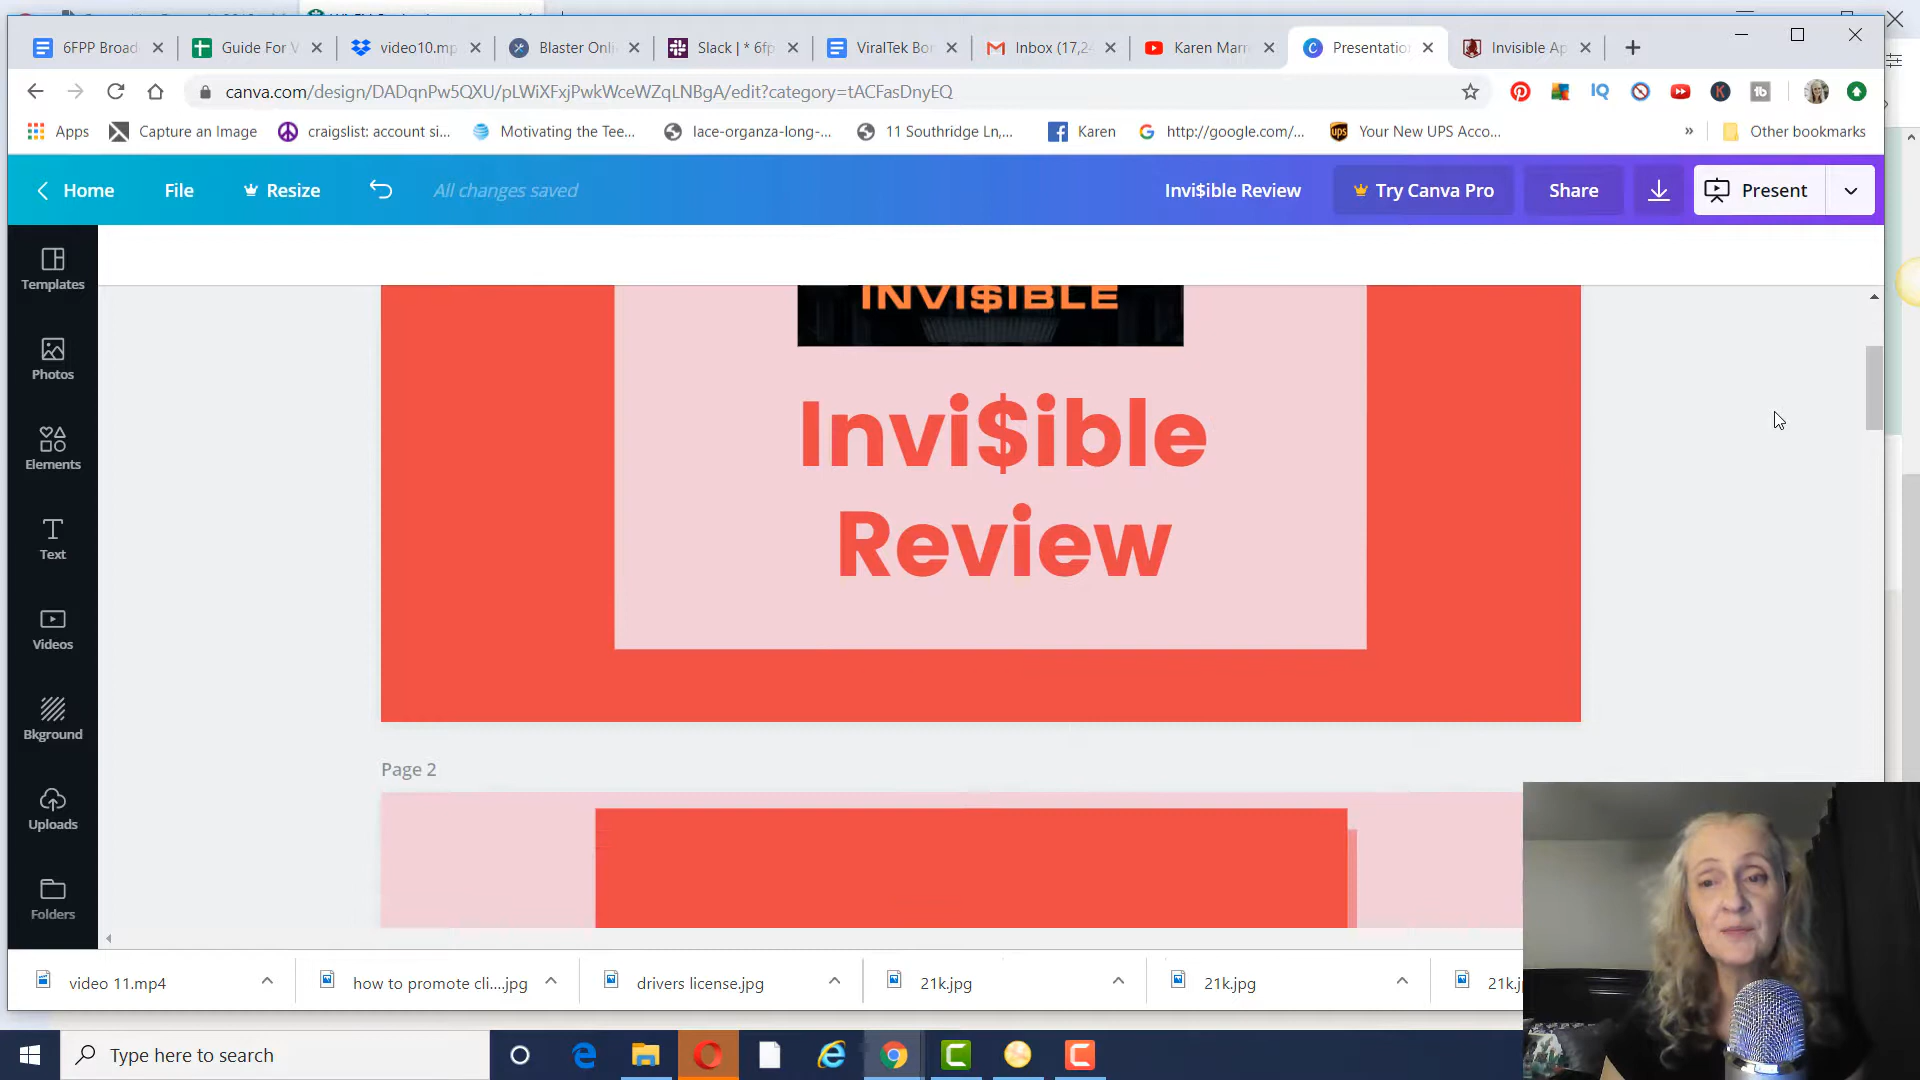 6FPP Broad
Guide For V
video10.mp
Blaster Onli
Slack | * 6fp
ViralTek Bo
Inbox (17,24
Karen Marr
Presentatio
Invisible Ap
canva.com/design/DADqnPw5QXU/pLWiXFxjPwkWceWZqLNBgA/edit?category=tACFasDnyEQ
Apps
Capture an Image
craigslist: account si...
Motivating the Tee...
lace-organza-long-...
11 Southridge Ln,...
Karen
http://google.com/...
Your New UPS Acco...
»
Other bookmarks
Home
File
Resize
All changes saved
Invi$ible Review
Try Canva Pro
Share
Present
Templates
Photos
Elements
Text
Videos
Bkground
Uploads
Folders
INVI$IBLE
Invi$ible
Review
Page 2
video 11.mp4
how to promote cli....jpg
drivers license.jpg
21k.jpg
21k.jpg
21k.j
Type here to search